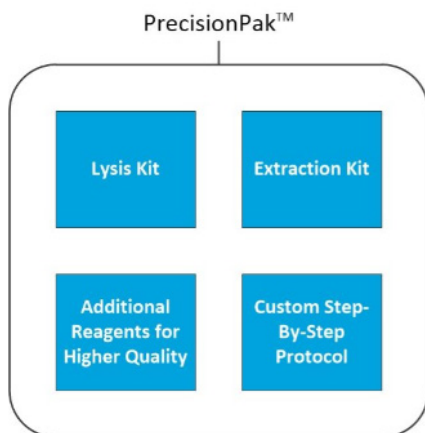 PrecisionPak™
Lysis Kit
Extraction Kit
Additional
Reagents for
Higher Quality
Custom Step-
By-Step
Protocol